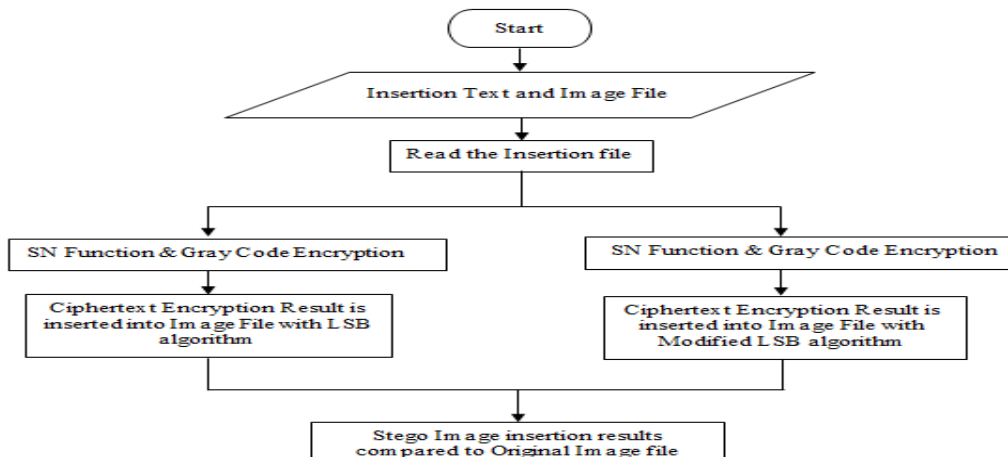 Start
Insertion Text and Image File
Read the Insertion file
SN Function & Gray Code Encryption
SN Function & Gray Code Encryption
Ciphertext Encryption Result is
inserted into Image File with LSB
algorithm
Ciphertext Encryption Result is
inserted into Image File with
Modified LSB algorithm
Stego Image insertion results
compared to Original Image file